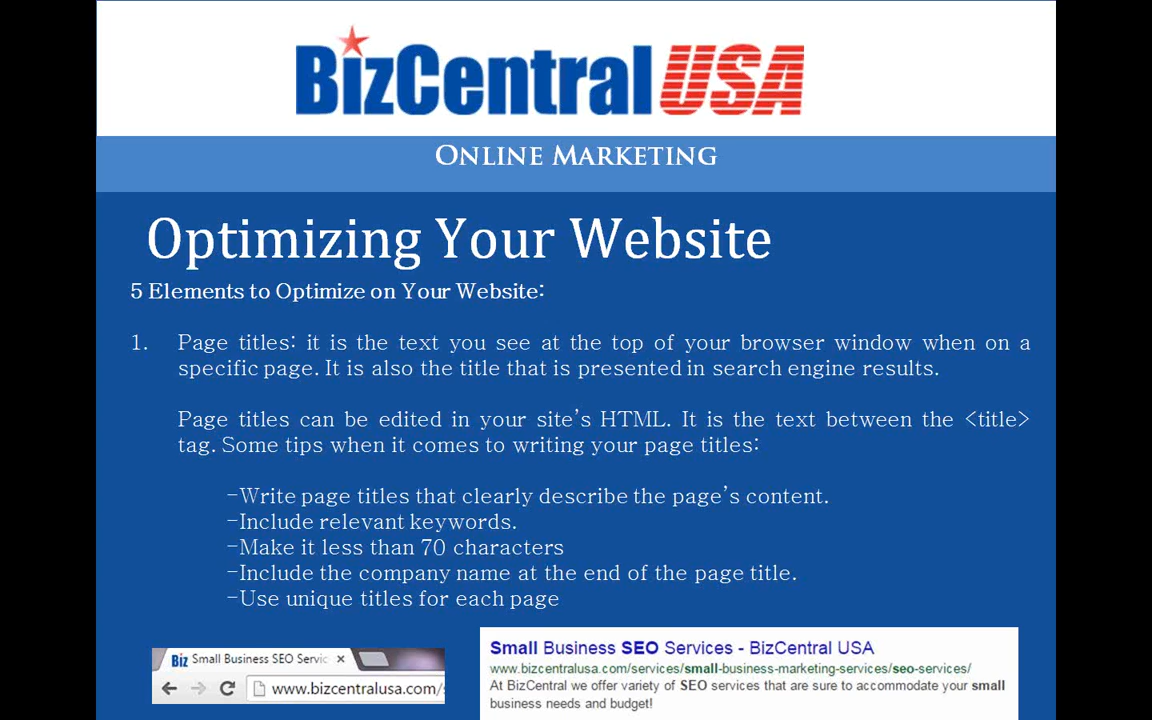 BizCentral USA
Online Marketing
Optimizing Your Website
5 Elements to Optimize on Your Website:
1. Page titles: it is the text you see at the top of your browser window when on a
specific page. It is also the title that is presented in search engine results.
Page titles can be edited in your site's HTML. It is the text between the <title>
tag. Some tips when it comes to writing your page titles:
-Write page titles that clearly describe the page's content.
-Include relevant keywords.
-Make it less than 70 characters
-Include the company name at the end of the page title.
-Use unique titles for each page
Biz Small Business SEO Servic ×
www.bizcentralusa.com/
Small Business SEO Services - BizCentral USA
www.bizcentralusa.com/services/small-business-marketing-services/seo-services/
At BizCentral we offer variety of SEO services that are sure to accommodate your small
business needs and budget!